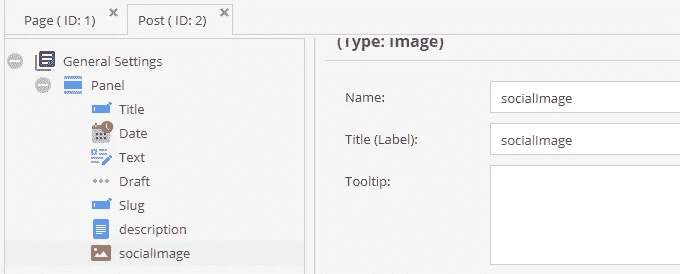 Page ( ID: 1)
Post ( ID: 2)
General Settings
Panel
Title
Date
Text
Draft
Slug
description
socialImage
(Type: Image)
Name:
socialImage
Title (Label):
socialImage
Tooltip: